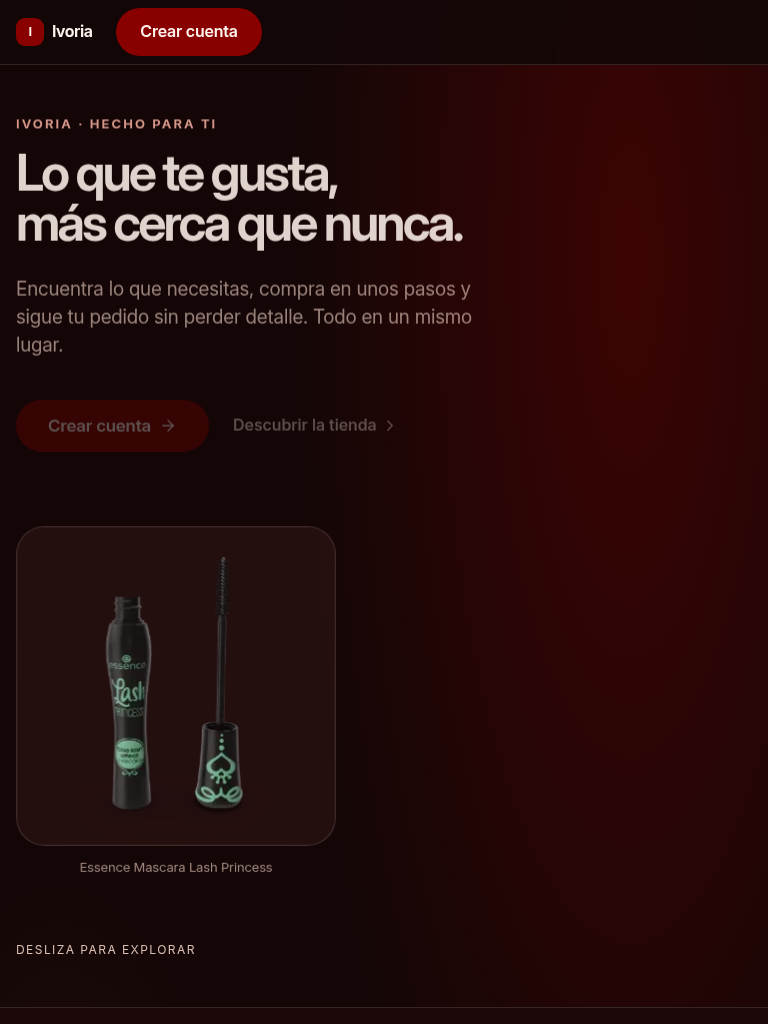 I Ivoria Crear cuenta
IVORIA · HECHO PARA TI
Lo que te gusta,
más cerca que nunca.
Encuentra lo que necesitas, compra en unos pasos y
sigue tu pedido sin perder detalle. Todo en un mismo
lugar.
Crear cuenta
Descubrir la tienda
essence
Lash
PRINCESS
Essence Mascara Lash Princess
DESLIZA PARA EXPLORAR